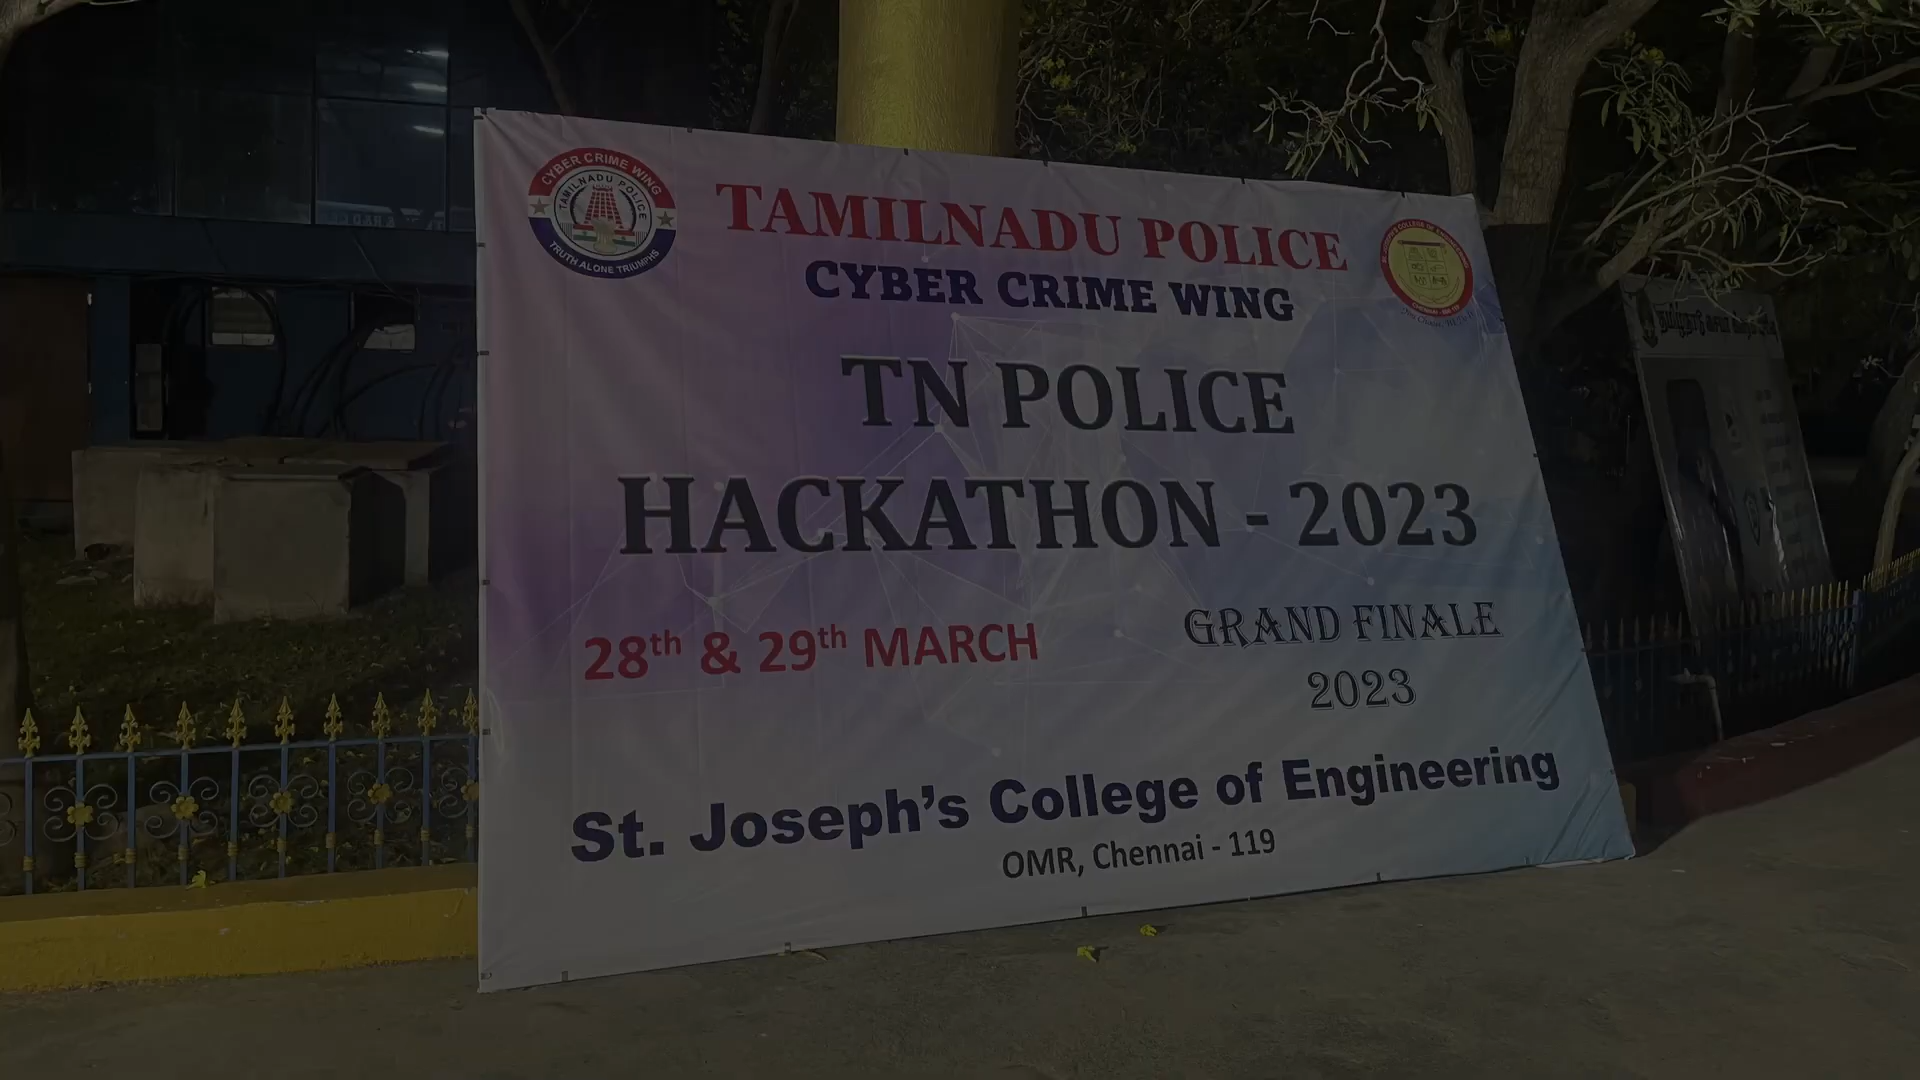 CYBER CRIME WING
TAMILNADU POLICE
TRUTH ALONE TRIUMPHS
TAMILNADU POLICE
CYBER CRIME WING
TN POLICE
HACKATHON - 2023
28th & 29th MARCH
GRAND FINALE
2023
St. Joseph's College of Engineering
OMR, Chennai - 119